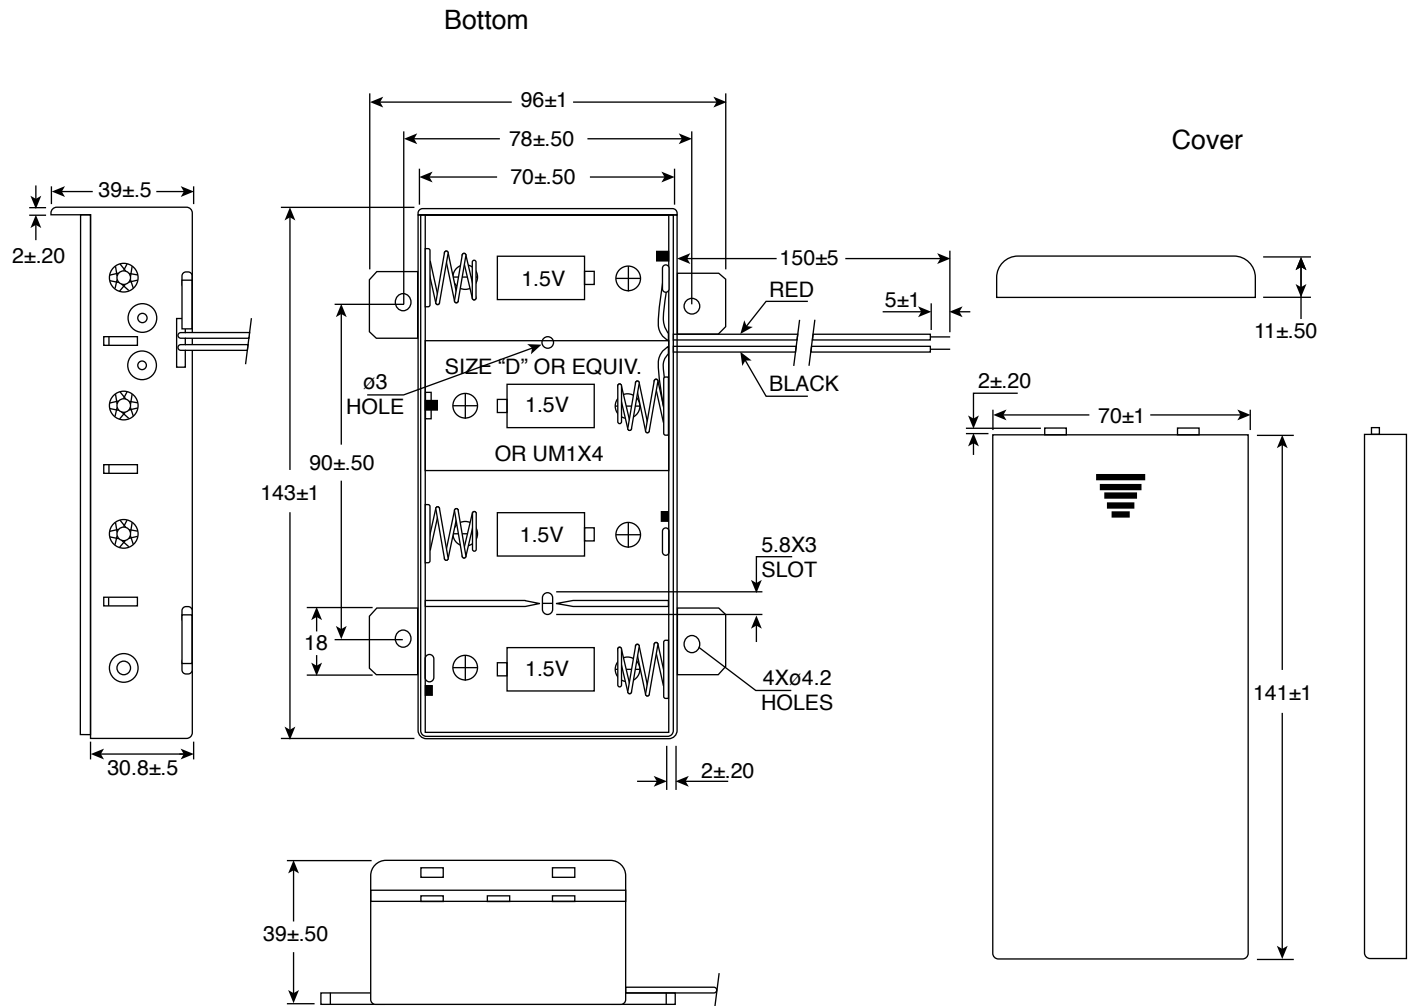 Bottom
96±1
78±.50
Cover
39±.5
70±.50
2±.20
1.5V
150±5
RED
5±1
11±.50
SIZE “D” OR EQUIV.
ø3
HOLE
BLACK
1.5V
2±.20
70±1
OR UM1X4
90±.50
143±1
1.5V
5.8X3
SLOT
18
1.5V
4Xø4.2
HOLES
141±1
30.8±.5
2±.20
39±.50